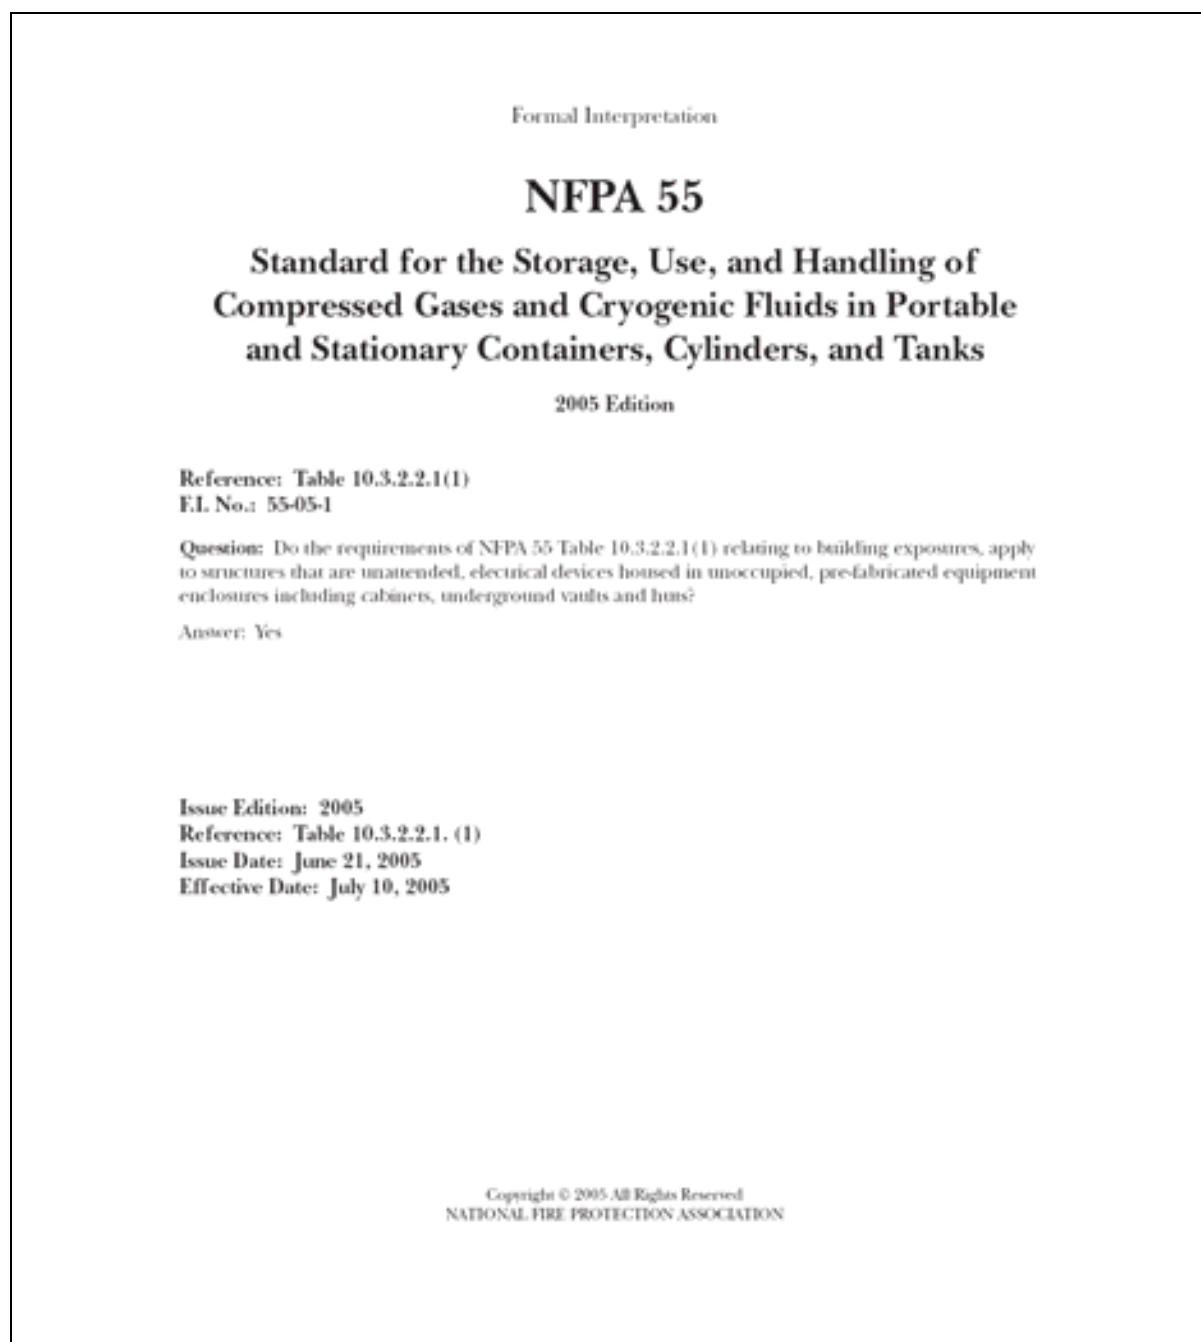 Formal Interpretation
NFPA 55
Standard for the Storage, Use, and Handling of
Compressed Gases and Cryogenic Fluids in Portable
and Stationary Containers, Cylinders, and Tanks
2005 Edition
Reference: Table 10.3.2.2.1(1)
F.I. No.: 55-05-1
Question: Do the requirements of NFPA 55 Table 10.3.2.2.1(1) relating to building exposures, apply
to structures that are unattended, electrical devices housed in unoccupied, pre-fabricated equipment
enclosures including cabinets, underground vaults and huts?
Answer: Yes
Issue Edition: 2005
Reference: Table 10.3.2.2.1. (1)
Issue Date: June 21, 2005
Effective Date: July 10, 2005
Copyright © 2005 All Rights Reserved
NATIONAL FIRE PROTECTION ASSOCIATION